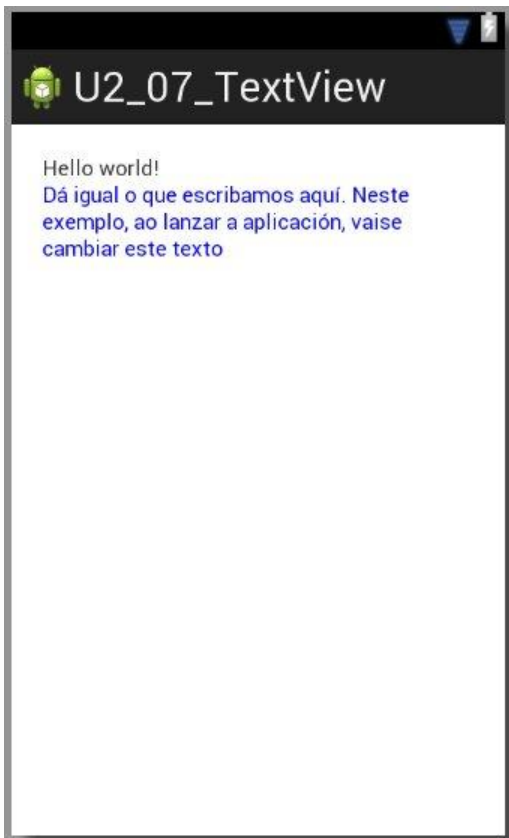 U2_07_TextView
Hello world!
Dá igual o que escribamos aquí. Neste
exemplo, ao lanzar a aplicación, vaise
cambiar este texto